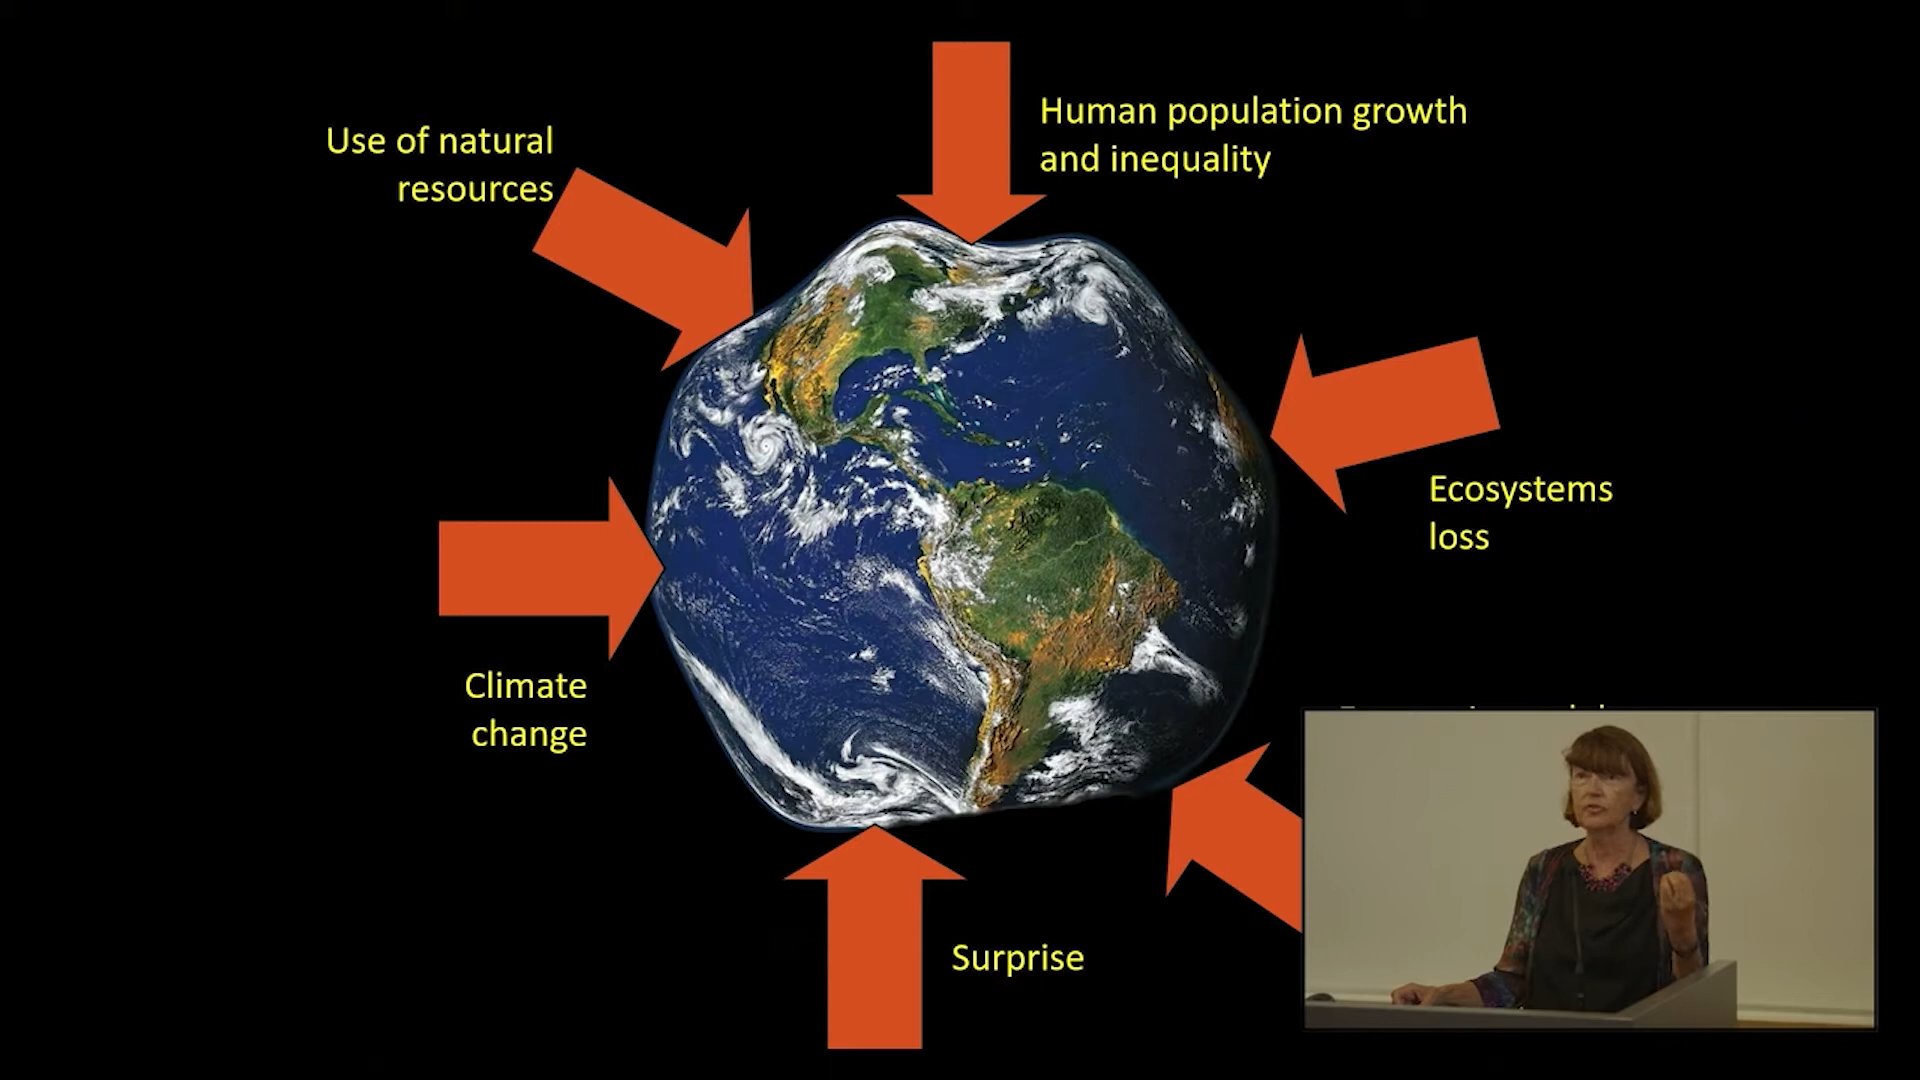 Human population growth
and inequality
Use of natural
resources
Ecosystems
loss
Climate
change
Surprise